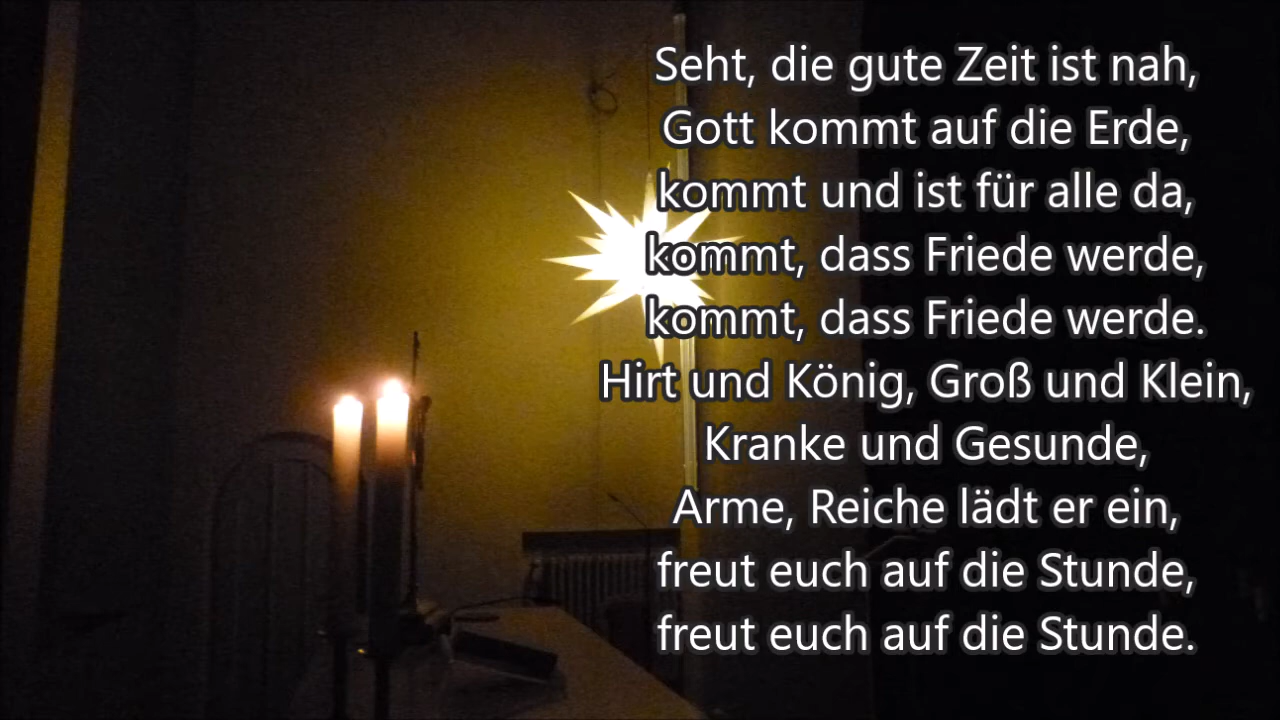 Seht, die gute Zeit ist nah,
Gott kommt auf die Erde,
kommt und ist für alle da,
kommt, dass Friede werde,
kommt, dass Friede werde.
Hirt und König, Groß und Klein,
Kranke und Gesunde,
Arme, Reiche lädt er ein,
freut euch auf die Stunde,
freut euch auf die Stunde.